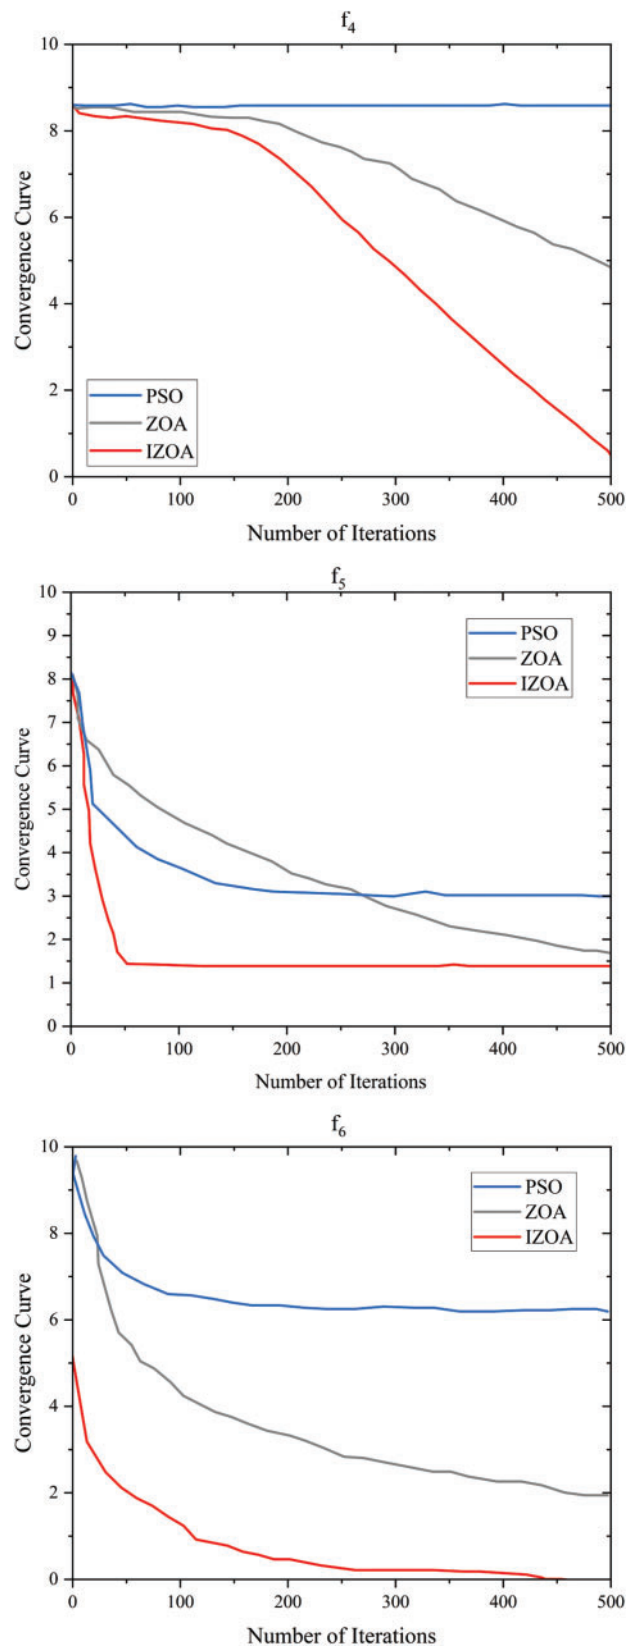 f4
10
8
6
4
2
0
Convergence Curve
PSO
ZOA
IZOA
0 100 200 300 400 500
Number of Iterations
f5
10
9
8
7
6
5
4
3
2
1
0
Convergence Curve
PSO
ZOA
IZOA
0 100 200 300 400 500
Number of Iterations
f6
10
8
6
4
2
0
Convergence Curve
PSO
ZOA
IZOA
0 100 200 300 400 500
Number of Iterations